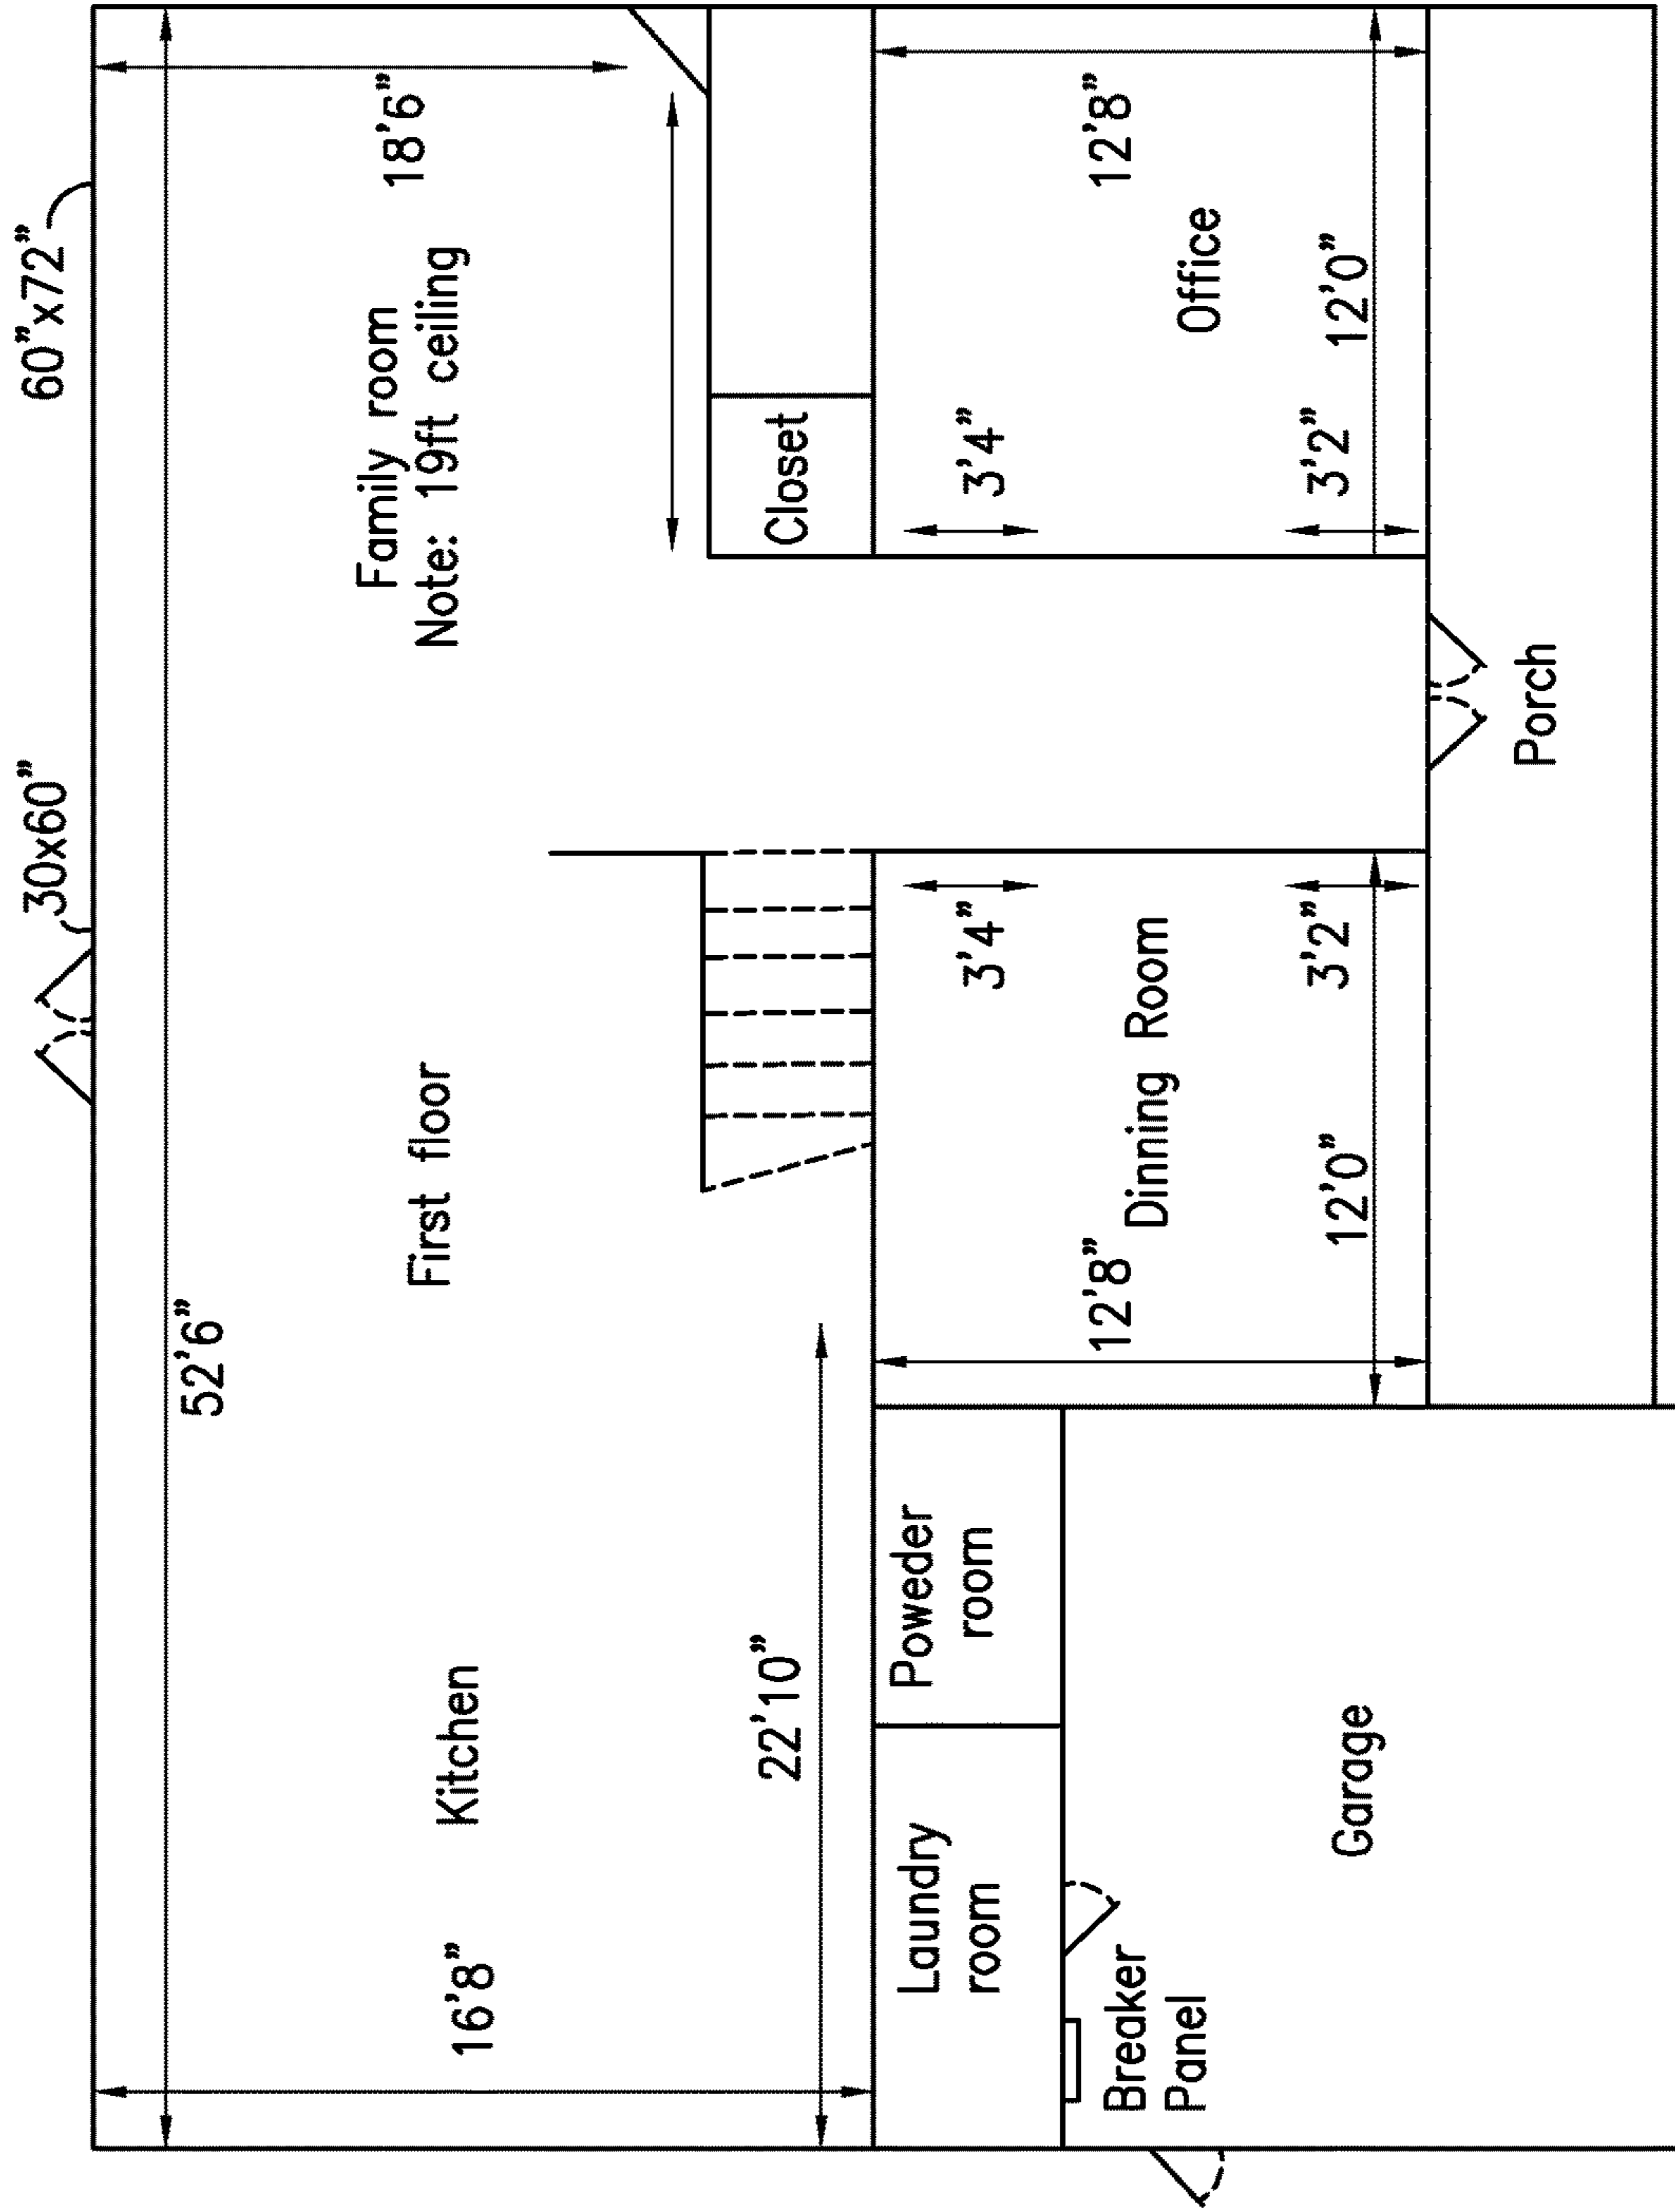 60”x72”
30x60”
52’6”
18’6”
Family room
Note: 19ft ceiling
First floor
Kitchen
16’8”
22’10”
Closet
Laundry
room
Powder
room
3’4”
12’8”
Dinning Room
3’2”
12’0”
3’4”
12’8”
Office
3’2”
12’0”
Breaker
Panel
Garage
Porch